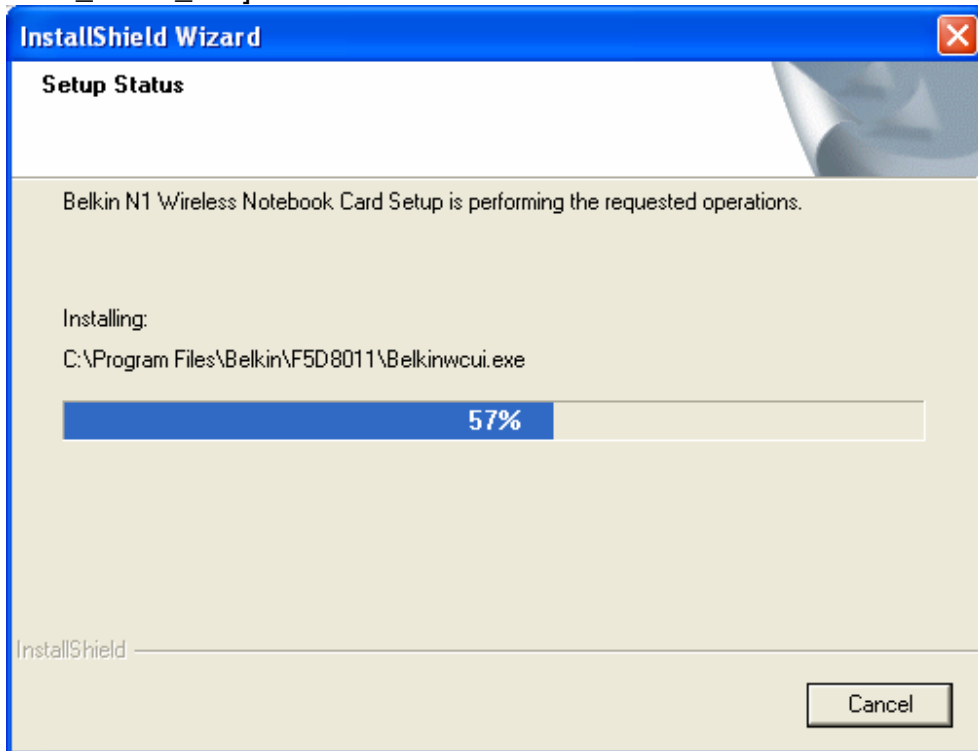 InstallShield Wizard
Setup Status
Belkin N1 Wireless Notebook Card Setup is performing the requested operations.
Installing:
C:\Program Files\Belkin\F5D8011\Belkinwcui.exe
57%
InstallShield
Cancel